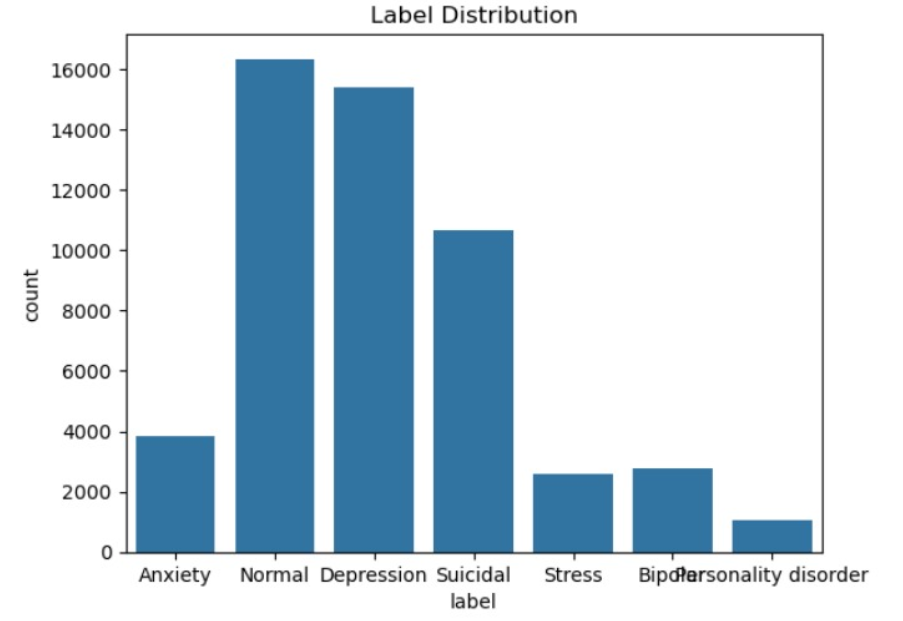 Label Distribution
16000
14000
12000
10000
8000
6000
4000
2000
0
count
Anxiety Normal Depression Suicidal Stress Bipolar Personality disorder
label